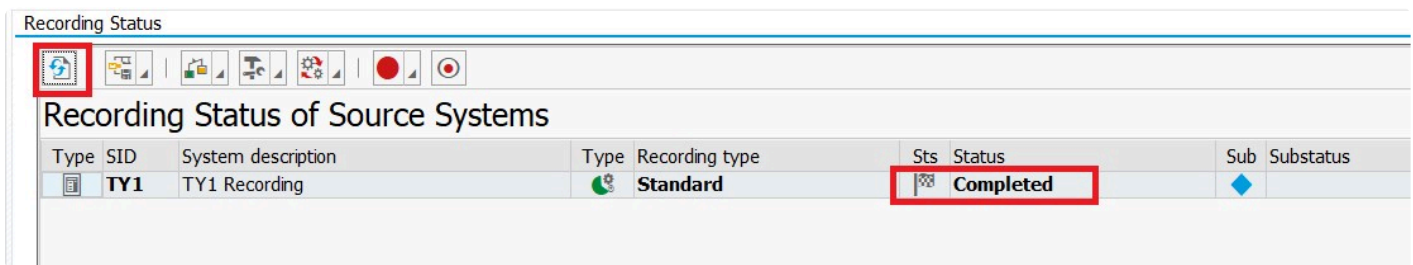 Recording Status
Recording Status of Source Systems
Type SID System description Type Recording type Sts Status Sub Substatus
TY1 TY1 Recording Standard Completed